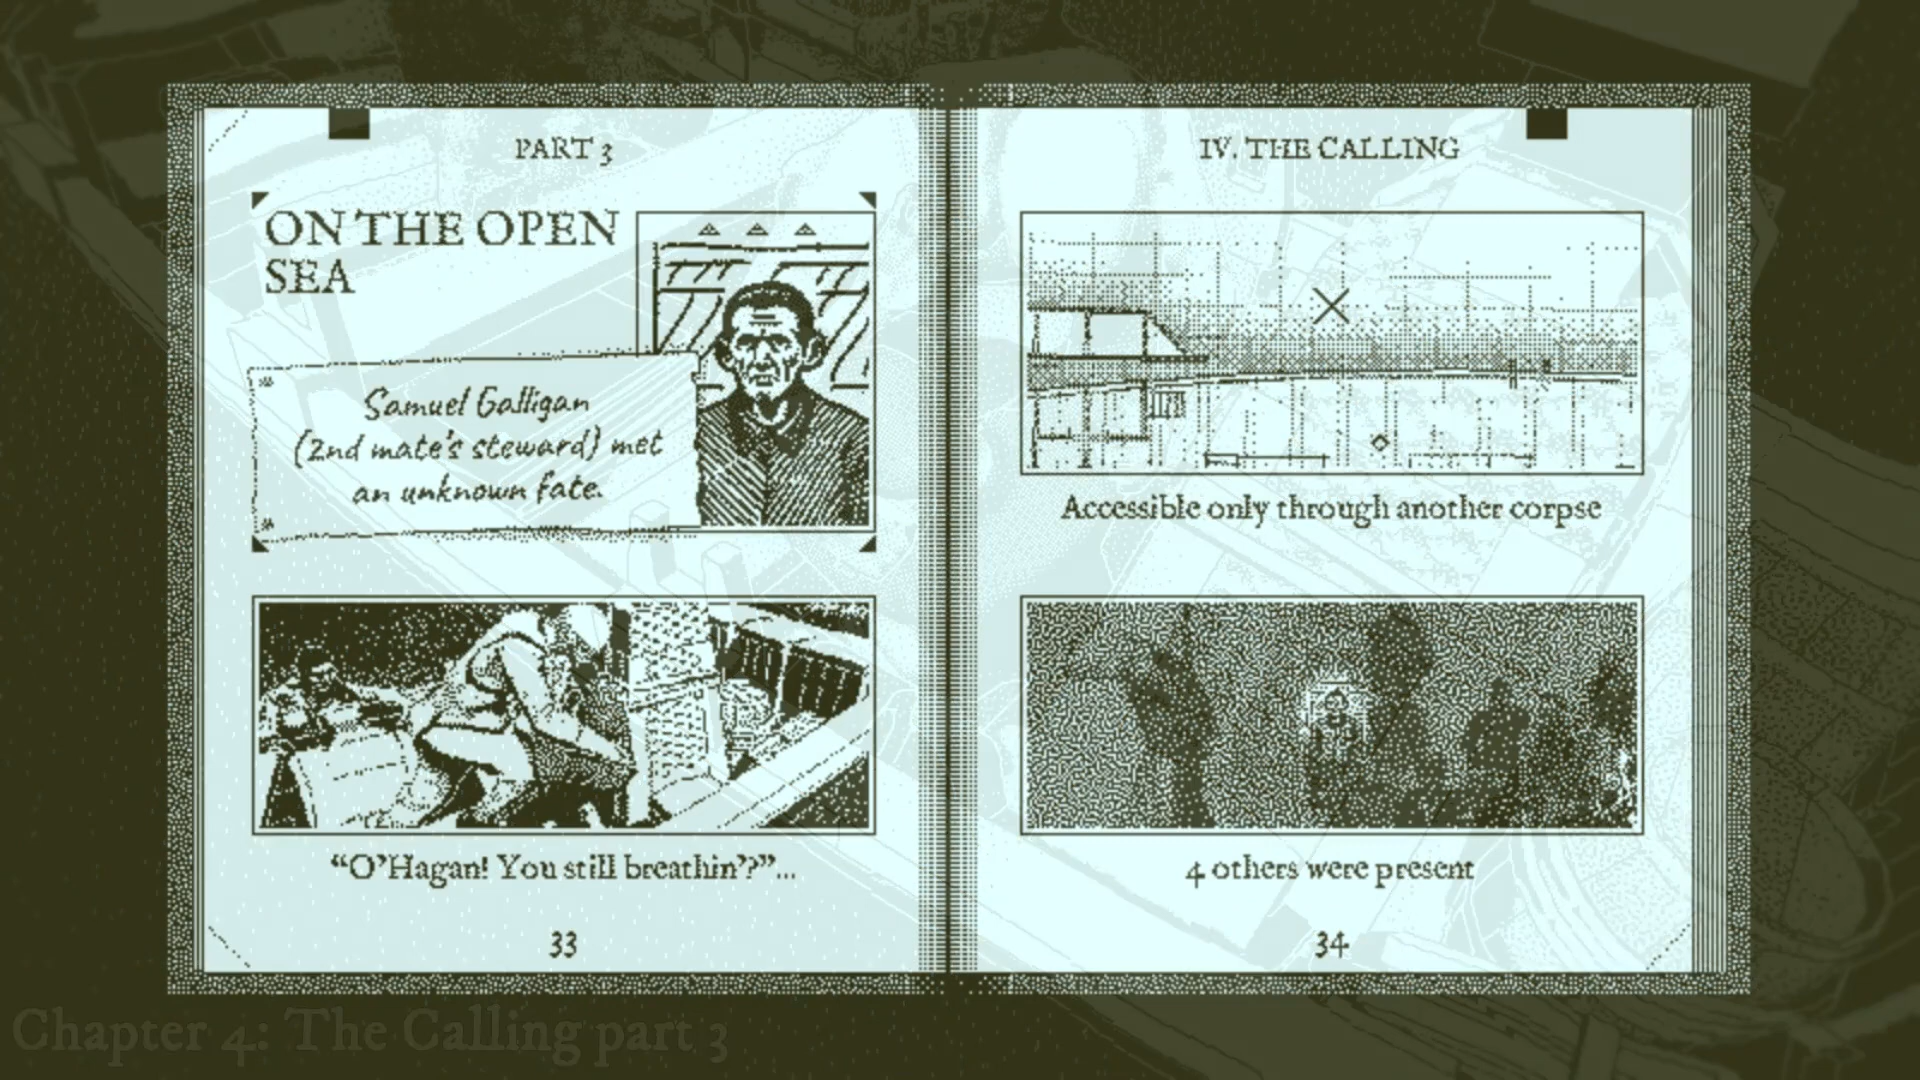 PART 3
ON THE OPEN
SEA
Samuel Galligan
(2nd mate's steward) met
an unknown fate.
"O'Hagan! You still breathin'?"...
33
IV. THE CALLING
Accessible only through another corpse
4 others were present
34
Chapter 4: The Calling part 3